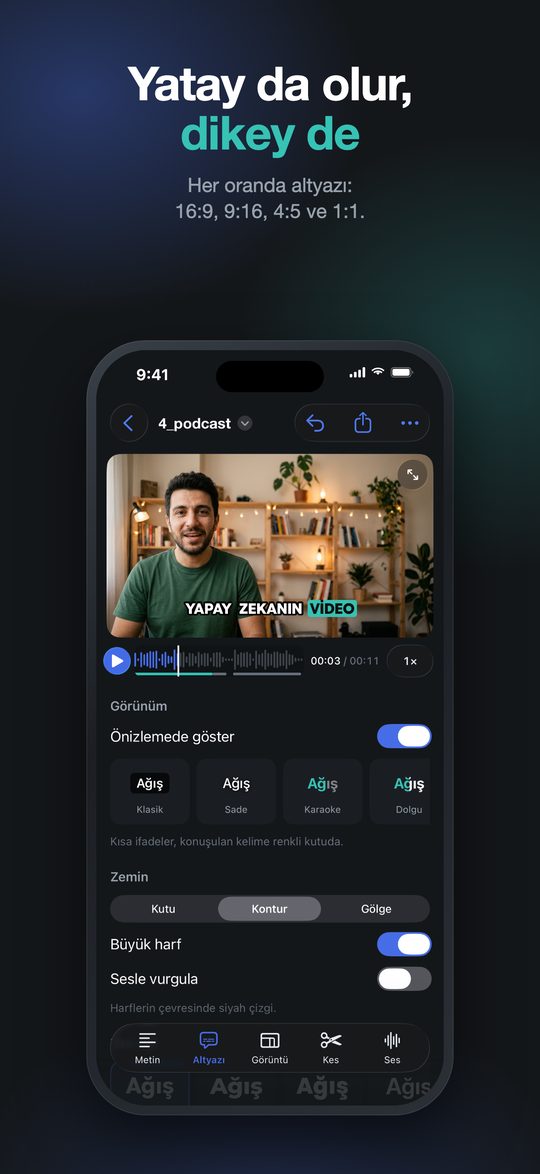 Yatay da olur,
dikey de
Her oranda altyazı:
16:9, 9:16, 4:5 ve 1:1.
9:41
4_podcast
YAPAY ZEKANIN VİDEO
00:03 / 00:11 1×
Görünüm
Önizlemede göster
Ağış Ağış Ağış Ağış
Klasik Sade Karaoke Dolgu
Kısa ifadeler, konuşulan kelime renkli kutuda.
Zemin
Kutu Kontur Gölge
Büyük harf
Sesle vurgula
Harflerin çevresinde siyah çizgi.
Metin Altyazı Görüntü Kes Ses
Ağış Ağış Ağış Ağış